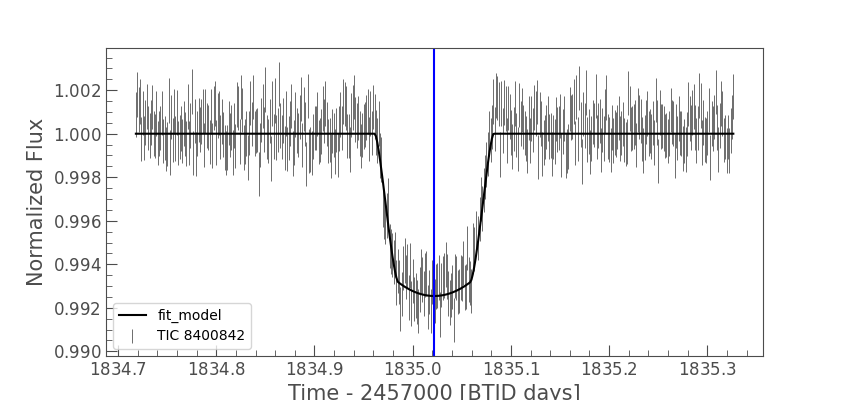 Normalized Flux
1.002
1.000
0.998
0.996
0.994
0.992
0.990
fit_model
TIC 8400842
1834.7 1834.8 1834.9 1835.0 1835.1 1835.2 1835.3
Time - 2457000 [BTJD days]